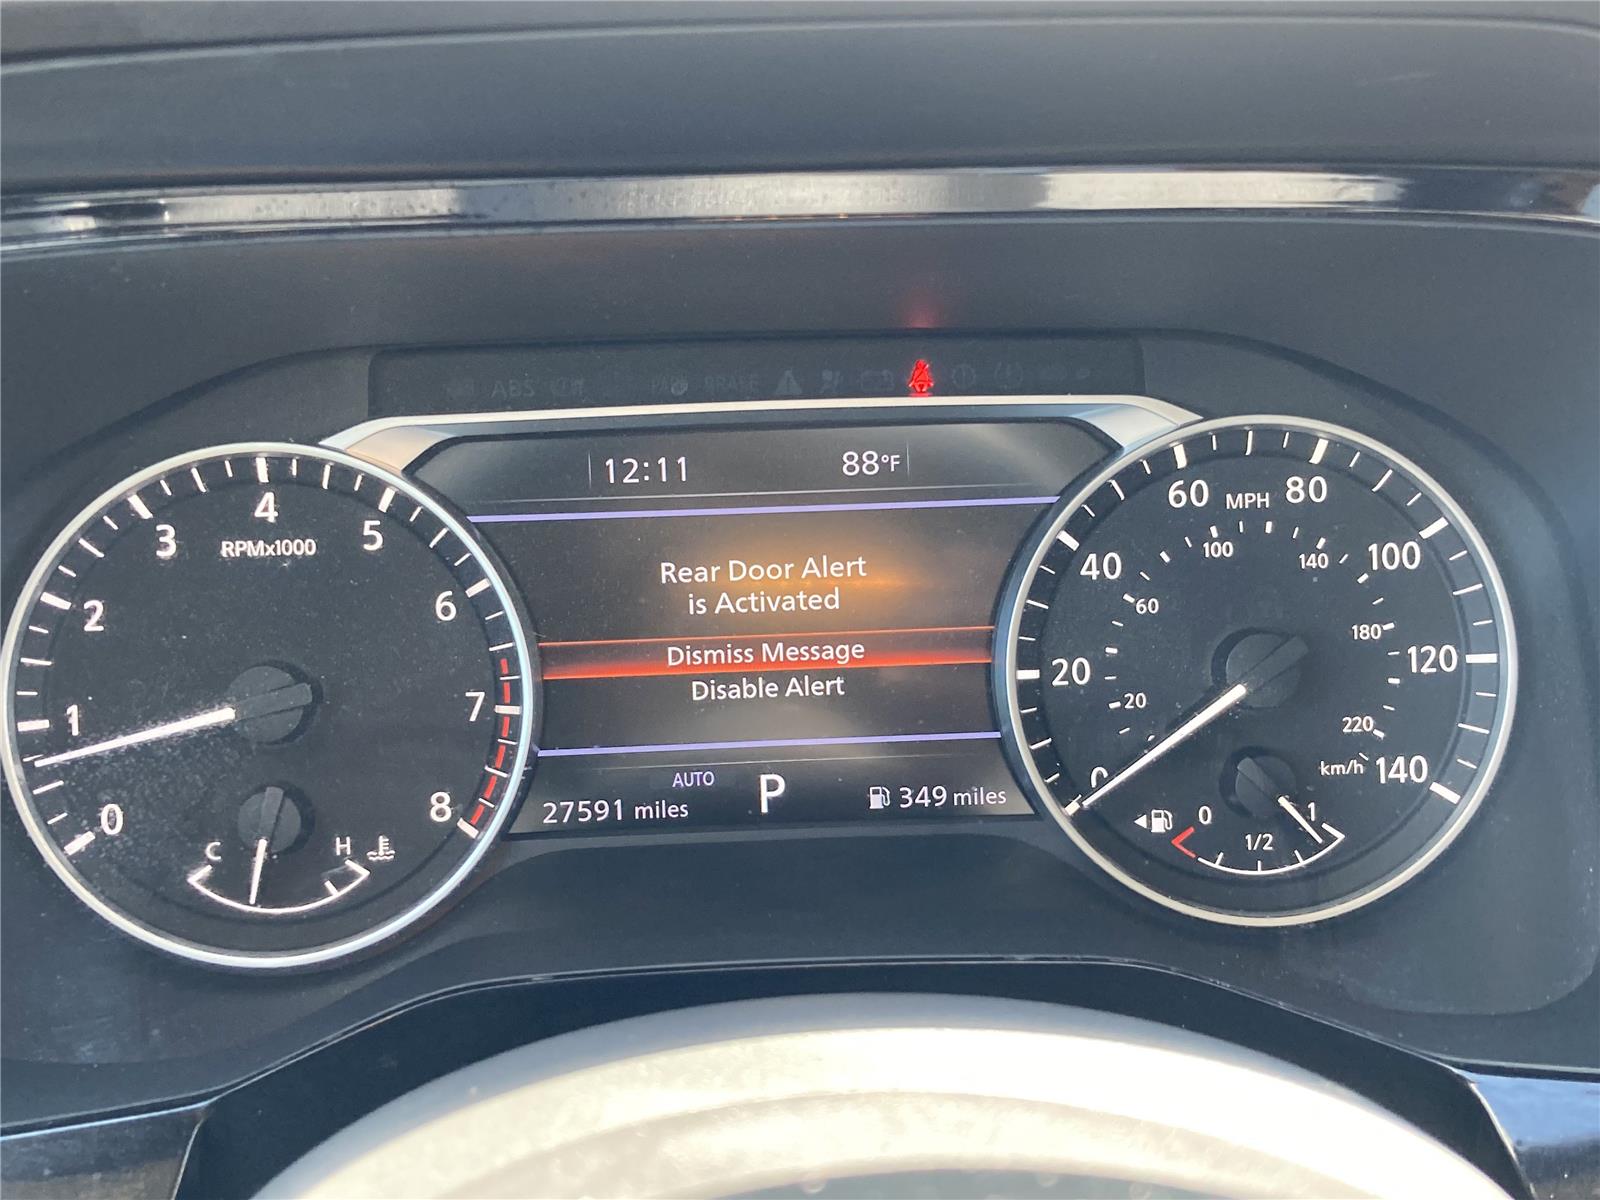 ABS
BRAKE
12:11
88°F
Rear Door Alert
is Activated
Dismiss Message
Disable Alert
AUTO
27591 miles
P
349 miles
0
1
2
3
4
5
6
7
8
RPMx1000
C
H
0
20
40
60
80
100
120
140
MPH
20
60
100
140
180
220
km/h
0
1/2
1